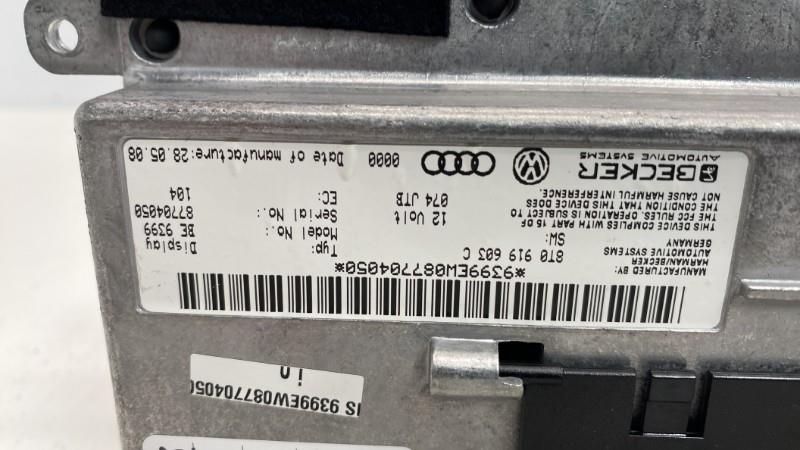 *9399EW087704050*
MANUFACTURED BY:
HARMAN/BECKER
AUTOMOTIVE SYSTEMS
GERMANY
THIS DEVICE COMPLIES WITH PART 15 OF
THE FCC RULES. OPERATION IS SUBJECT TO
THE CONDITION THAT THIS DEVICE DOES
NOT CAUSE HARMFUL INTERFERENCE.
BECKER
AUTOMOTIVE SYSTEMS
8T0 919 603 C
SW:
12 Volt
074 JTB
0000
Typ: Display
Model No.: BE 9399
Serial No.: 87704050
EC: 104
Date of manufacture: 28.05.08
IS 9399EW08770405
in